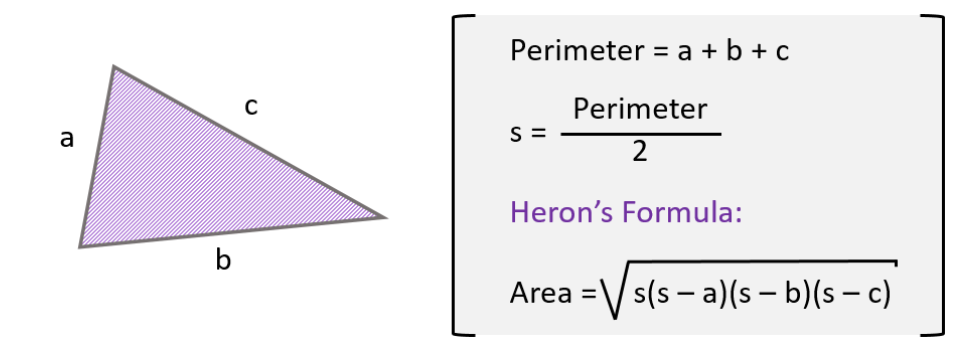 a
c
b
Perimeter = a + b + c
s = Perimeter / 2
Heron’s Formula:
Area = √s(s – a)(s – b)(s – c)